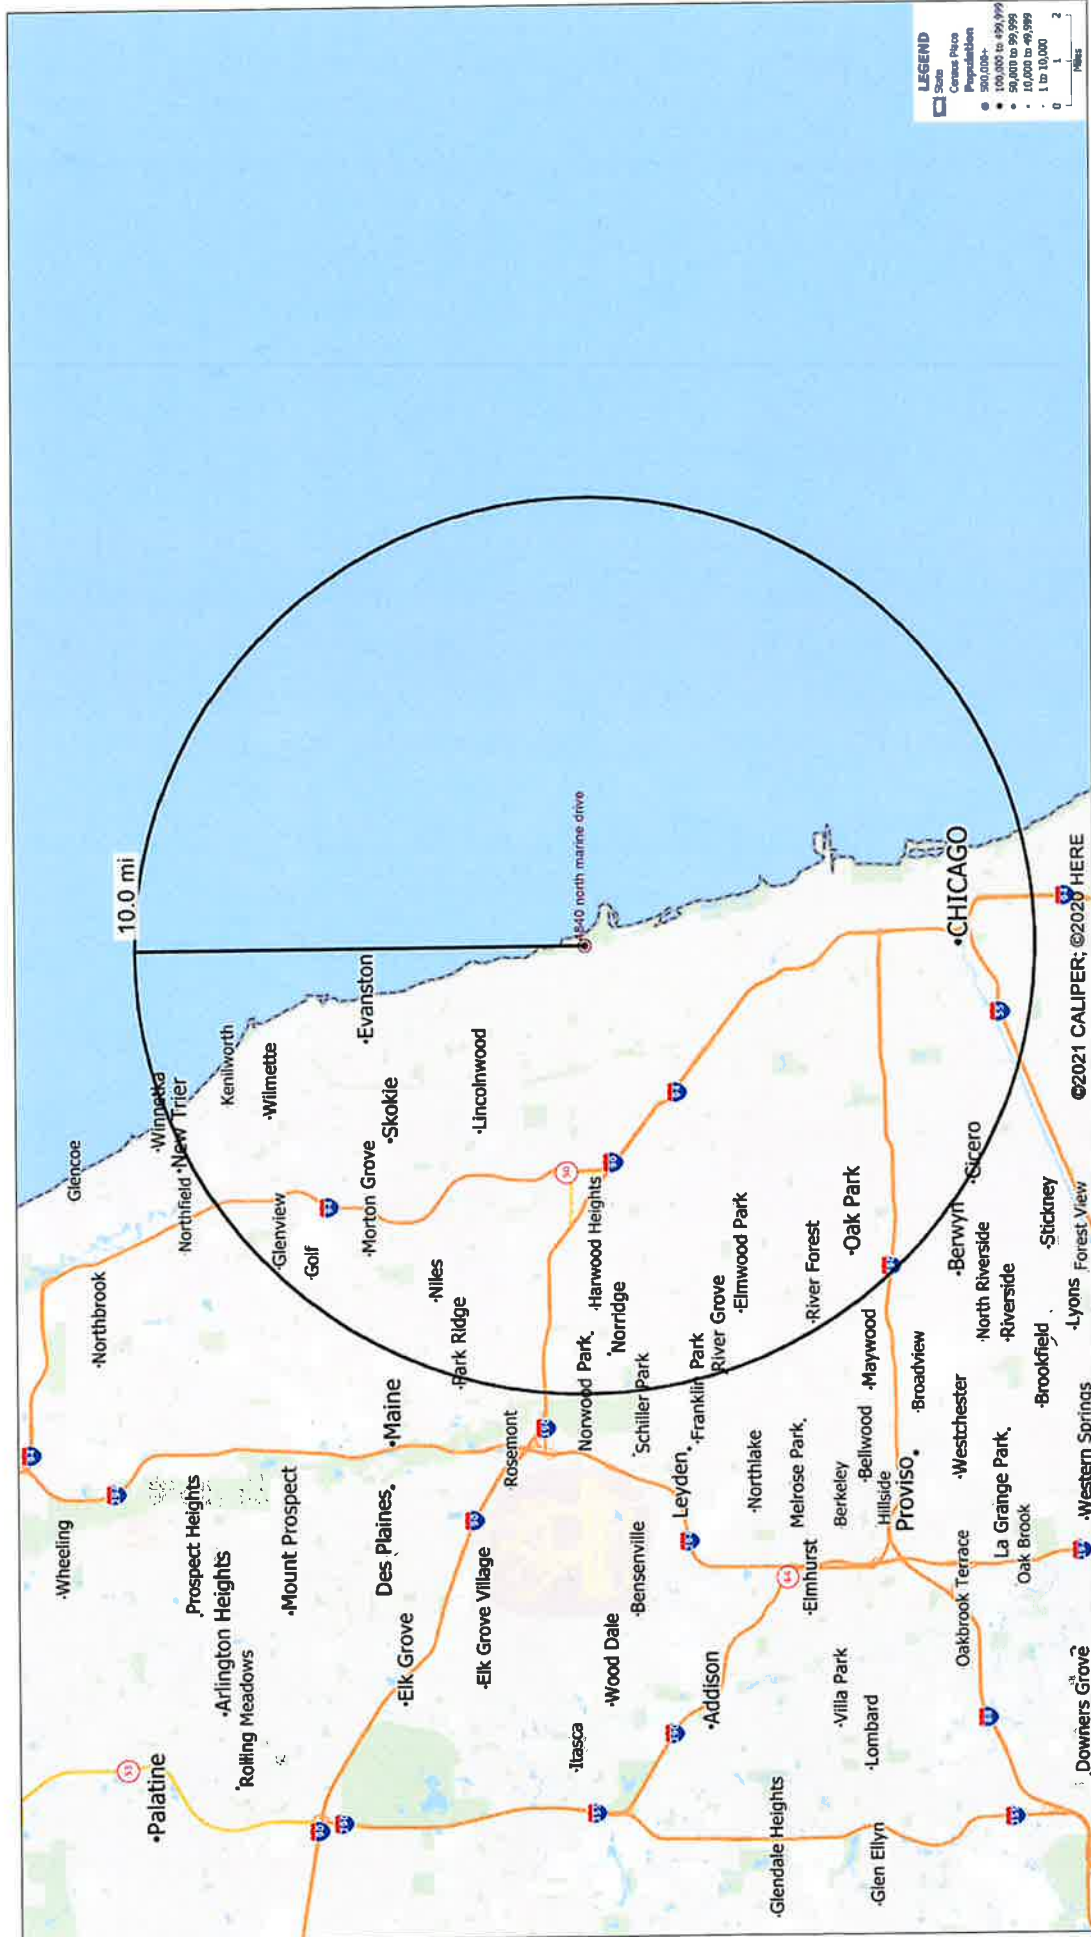 LEGEND
State
Census Place
Population
500,000+
100,000 to 499,999
50,000 to 99,999
10,000 to 49,999
1 to 10,000
0 1 2
Miles
10.0 mi
Glencoe
Winnetka
New Trier
Northfield
Kenilworth
Wilmette
Northbrook
Glenview
Golf
Evanston
Skokie
Morton Grove
Lincolnwood
Niles
Park Ridge
Maine
Wheeling
Prospect Heights
Arlington Heights
Rolling Meadows
Mount Prospect
Des Plaines
Palatine
53
Elk Grove
Elk Grove Village
Rosemont
4840 north marine drive
50
Harwood Heights
Norridge
Norwood Park
Schiller Park
Franklin Park
River Grove
Elmwood Park
Leyden
Northlake
Bensenville
Wood Dale
Itasca
Addison
River Forest
Oak Park
Maywood
Melrose Park
Berkeley
Bellwood
Hillside
Proviso
Broadview
64
Elmhurst
Villa Park
Lombard
Glendale Heights
Glen Ellyn
CHICAGO
Cicero
Berwyn
North Riverside
Riverside
Stickney
Forest View
Lyons
Brookfield
Westchester
La Grange Park
Oak Brook
Oakbrook Terrace
Western Springs
Downers Grove
©2021 CALIPER; ©2020 HERE